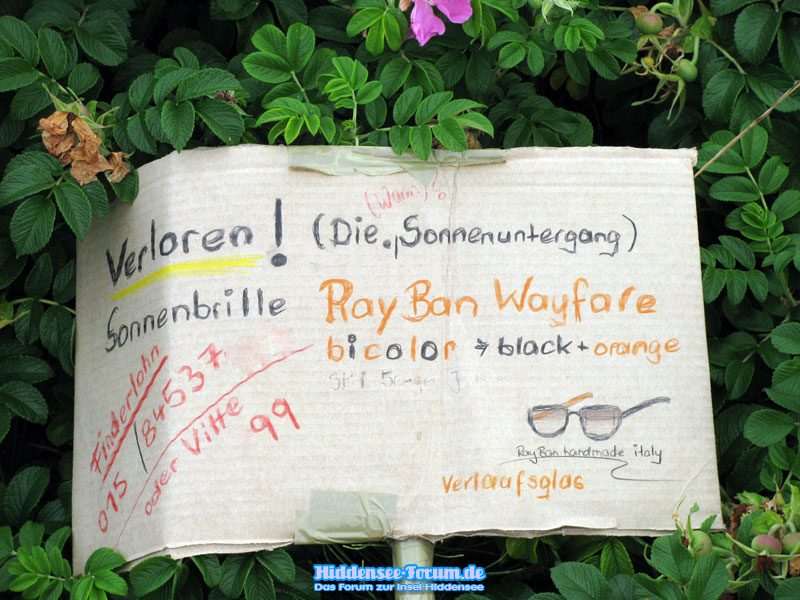 Verloren! (Die Sonnenuntergang)
Sonnenbrille
Ray Ban Wayfare
bicolor → black + orange
Finderlohn
015/84537
oder Vitte
99
RayBan handmade italy
Verlaufsglas
Hiddensee-Forum.de
Das Forum zur Insel Hiddensee